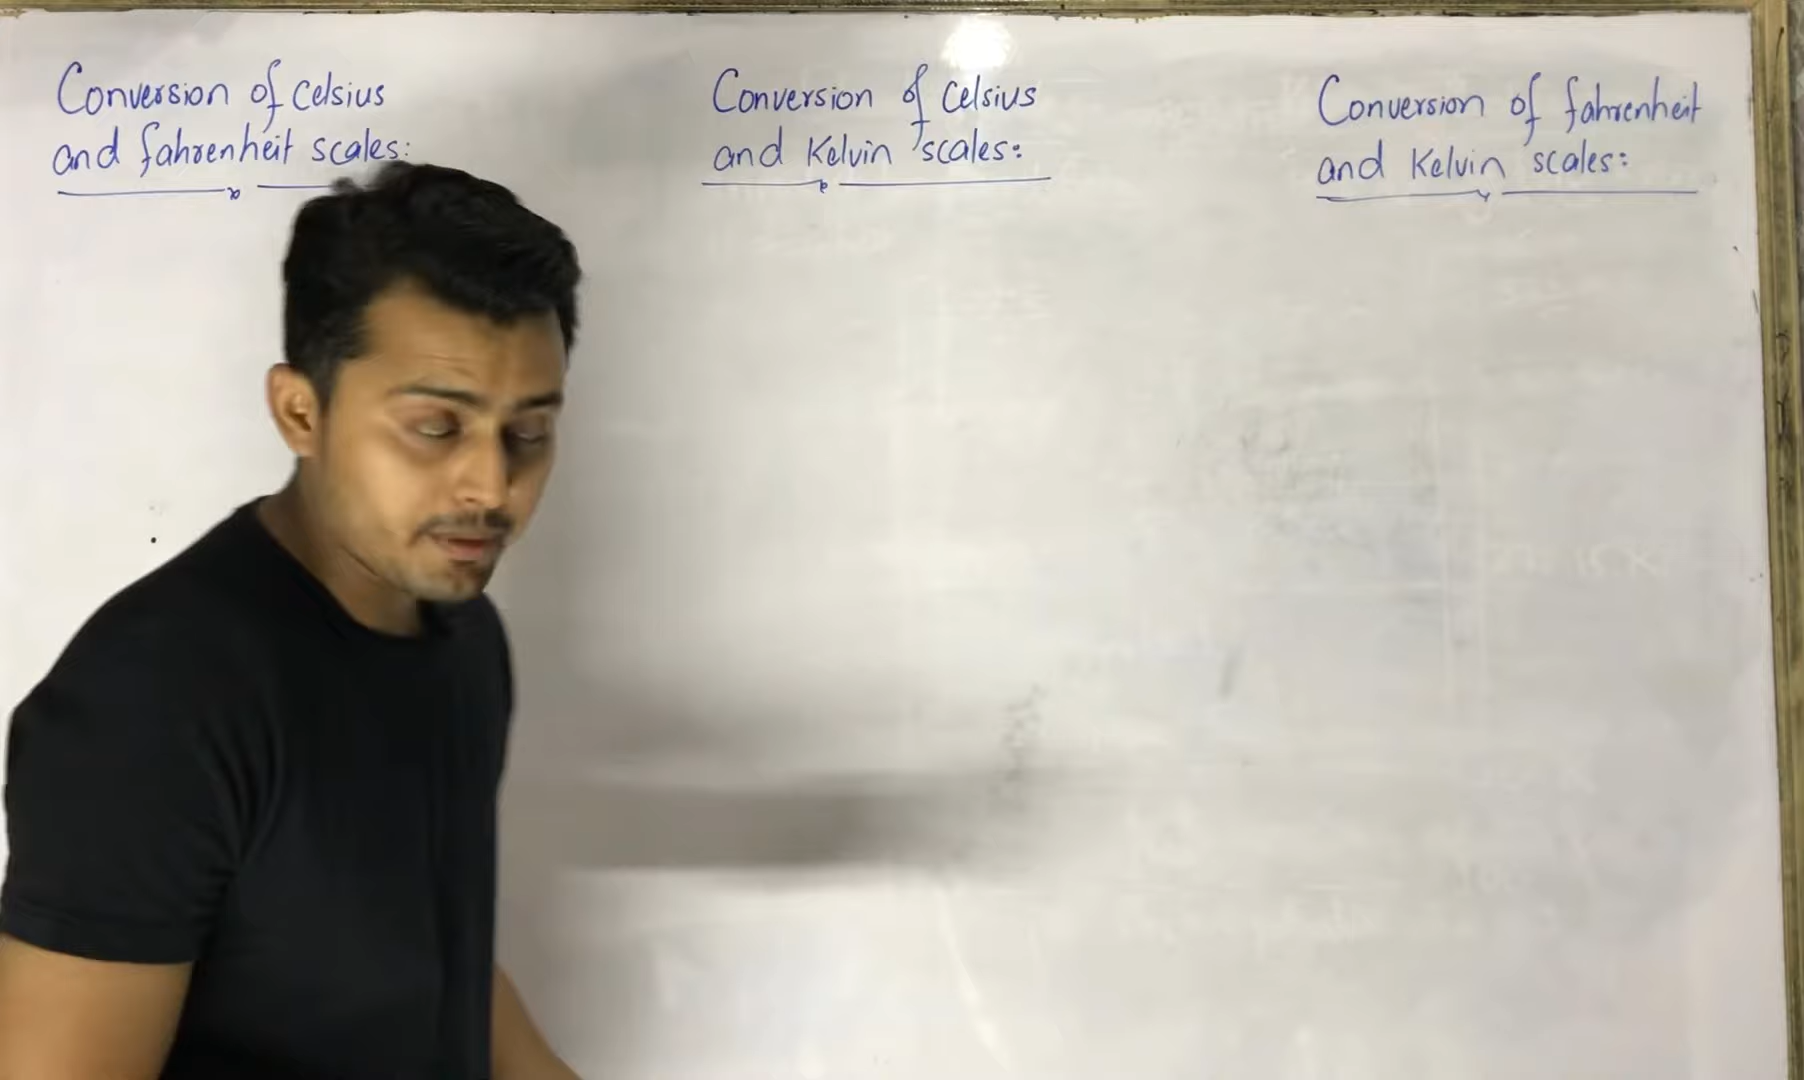 Conversion of Celsius
and fahrenheit scales:
Conversion of Celsius
and Kelvin scales:
Conversion of fahrenheit
and Kelvin scales: